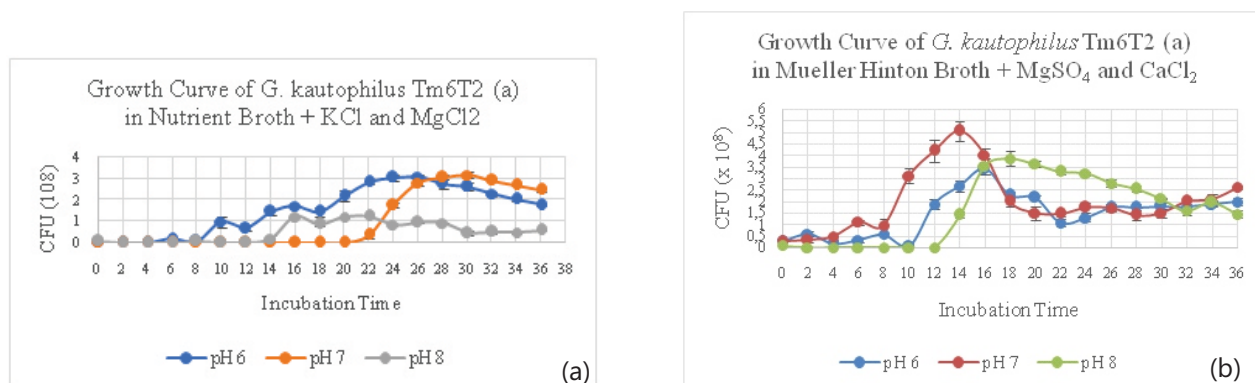 Growth Curve of G. kautophilus Tm6T2 (a)
in Nutrient Broth + KCl and MgCl2
CFU (108)
4
3
2
1
0
0 2 4 6 8 10 12 14 16 18 20 22 24 26 28 30 32 34 36 38
Incubation Time
pH 6 pH 7 pH 8
(a)
Growth Curve of G. kautophilus Tm6T2 (a)
in Mueller Hinton Broth + MgSO₄ and CaCl₂
CFU (x 10⁸)
6
5,5
5
4,5
4
3,5
3
2,5
2
1,5
1
0,5
0
0 2 4 6 8 10 12 14 16 18 20 22 24 26 28 30 32 34 36
Incubation Time
pH 6 pH 7 pH 8
(b)